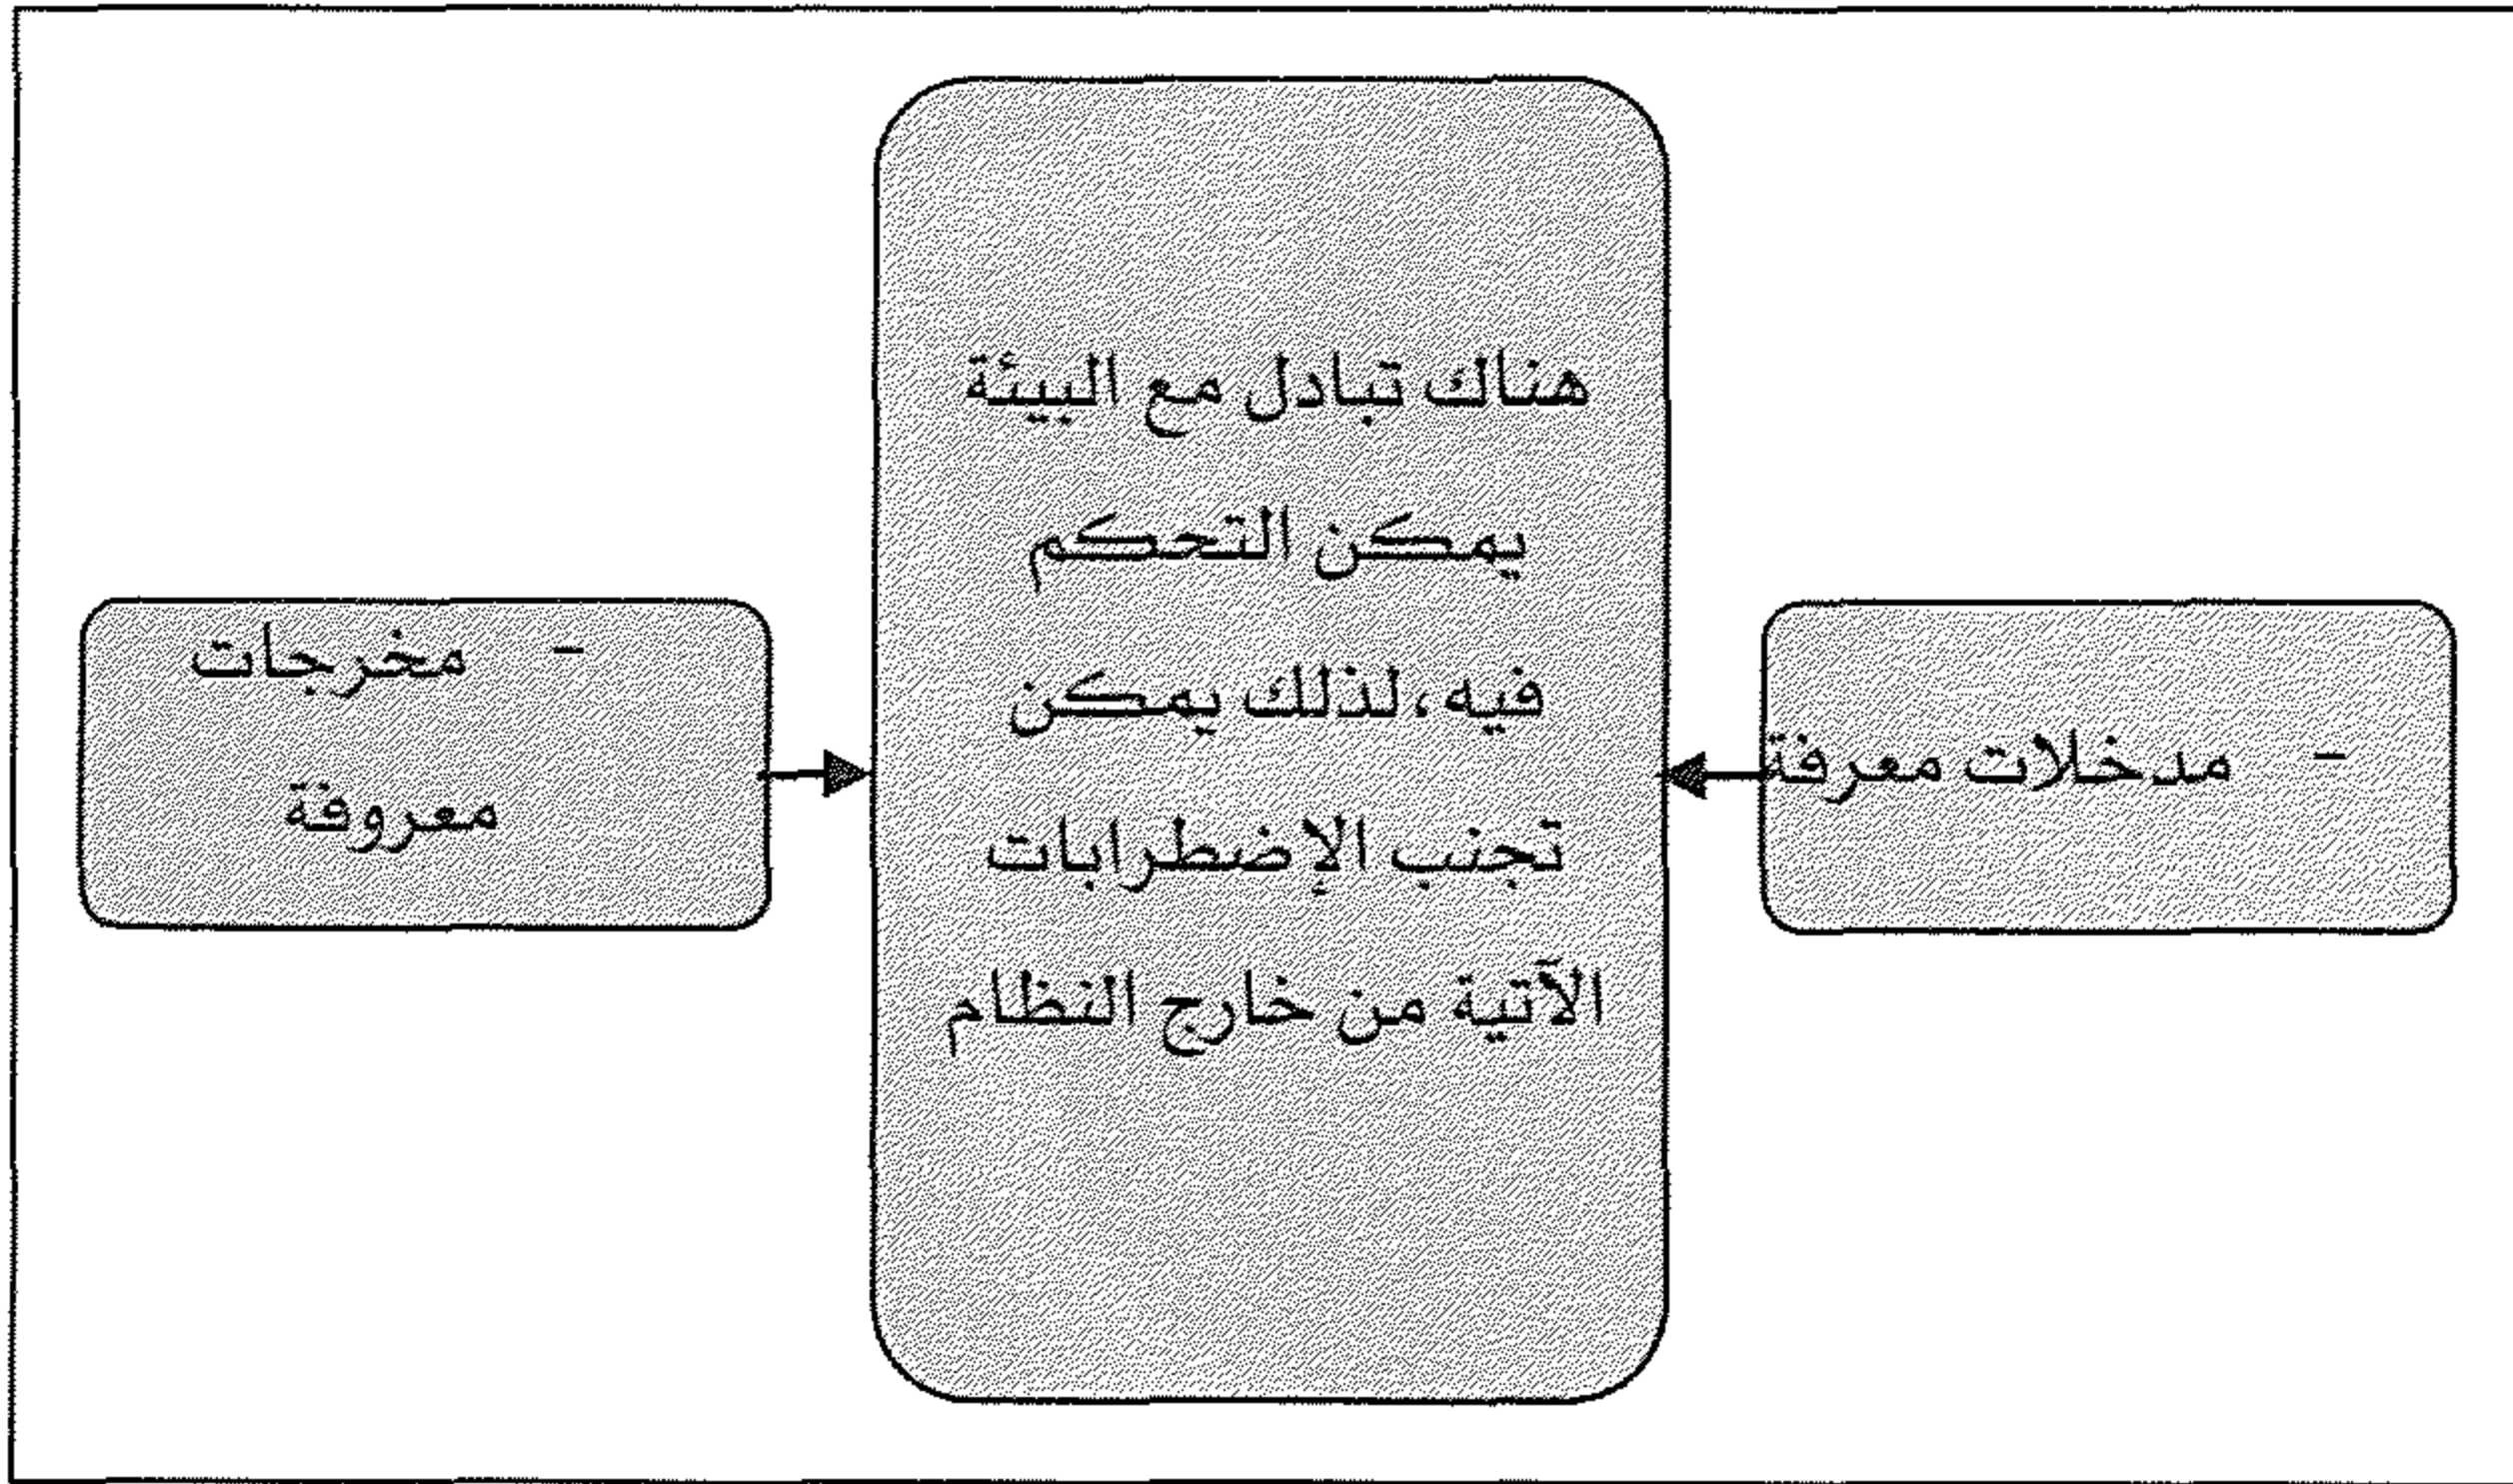 - مدخلات معرفة
هناك تبادل مع البيئة
يمكن التحكم
فيه، لذلك يمكن
تجنب الإضطرابات
الآتية من خارج النظام
- مخرجات
معروفة